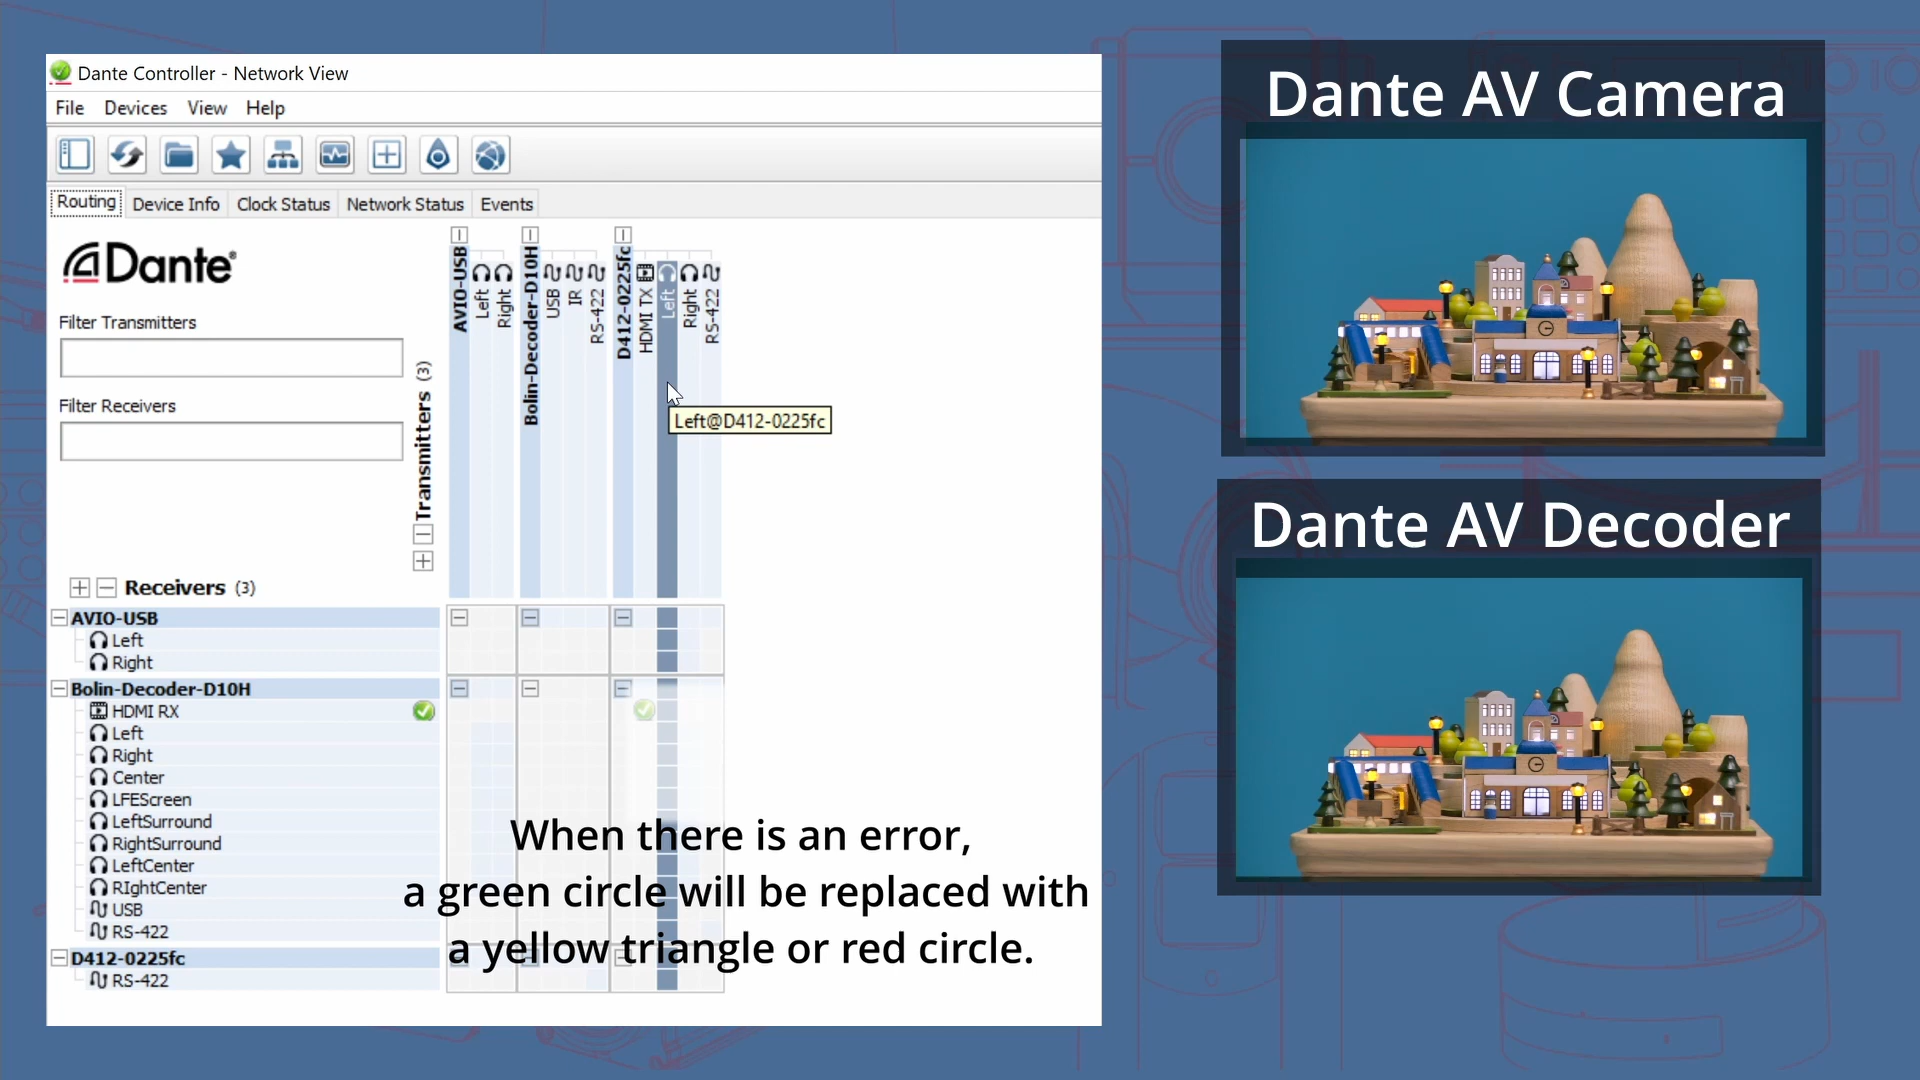 Dante Controller - Network View
File Devices View Help
Routing Device Info Clock Status Network Status Events
Dante®
Filter Transmitters
Filter Receivers
Transmitters (3)
AVIO-USB
Left
Right
Bolin-Decoder-D10H
USB
IR
RS-422
D412-0225fc
HDMI TX
Left
Right
RS-422
Left@D412-0225fc
Receivers (3)
AVIO-USB
Left
Right
Bolin-Decoder-D10H
HDMI RX
Left
Right
Center
LFEScreen
LeftSurround
RightSurround
LeftCenter
RIghtCenter
USB
RS-422
D412-0225fc
RS-422
When there is an error,
a green circle will be replaced with
a yellow triangle or red circle.
Dante AV Camera
Dante AV Decoder